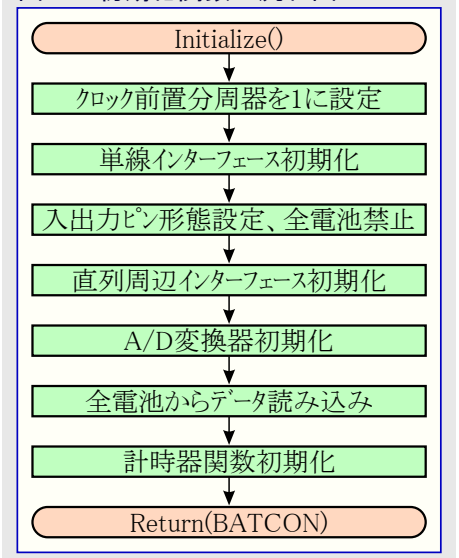 Initialize()
クロック前置分周器を1に設定
単線インターフェース初期化
入出力ピン形態設定、全電池禁止
直列周辺インターフェース初期化
A/D変換器初期化
全電池からデータ読み込み
計時器関数初期化
Return(BATCON)